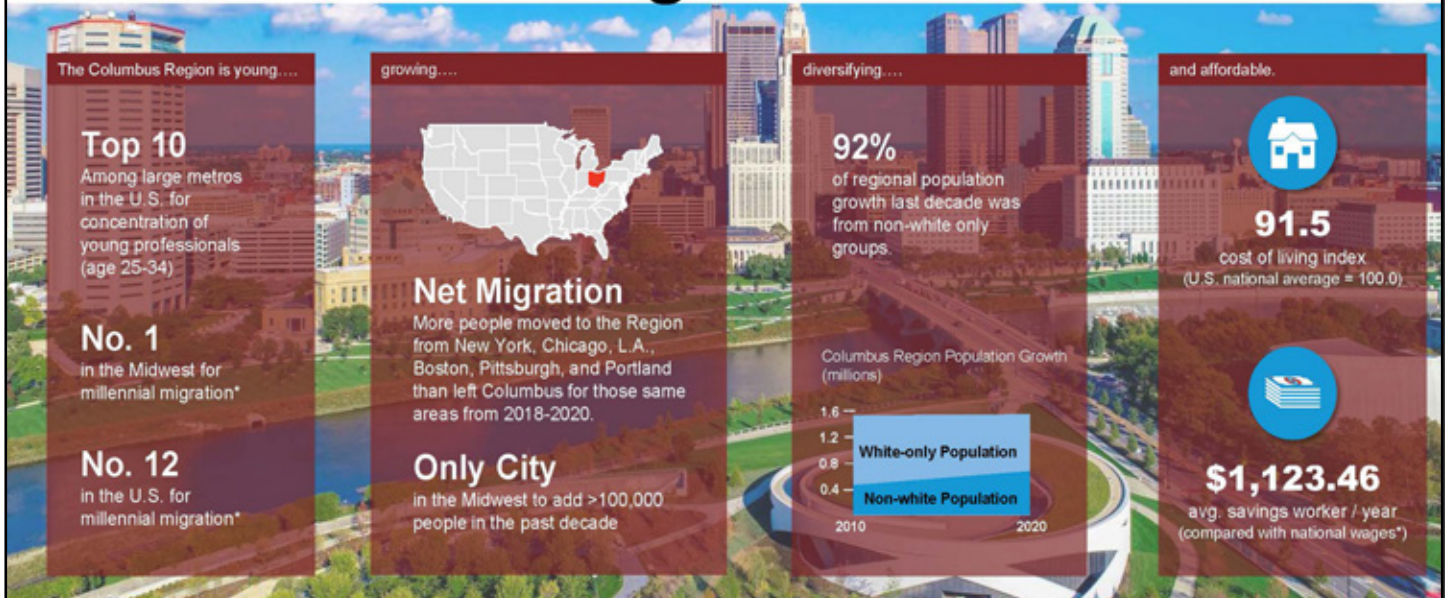 The Columbus Region is young....
Top 10
Among large metros
in the U.S. for
concentration of
young professionals
(age 25-34)
No. 1
in the Midwest for
millennial migration*
No. 12
in the U.S. for
millennial migration*
growing....
Net Migration
More people moved to the Region
from New York, Chicago, L.A.,
Boston, Pittsburgh, and Portland
than left Columbus for those same
areas from 2018-2020.
Only City
in the Midwest to add >100,000
people in the past decade
diversifying....
92%
of regional population
growth last decade was
from non-white only
groups.
Columbus Region Population Growth
(millions)
1.6
1.2
0.8
0.4
White-only Population
Non-white Population
2010 2020
and affordable.
91.5
cost of living index
(U.S. national average = 100.0)
$1,123.46
avg. savings worker / year
(compared with national wages*)